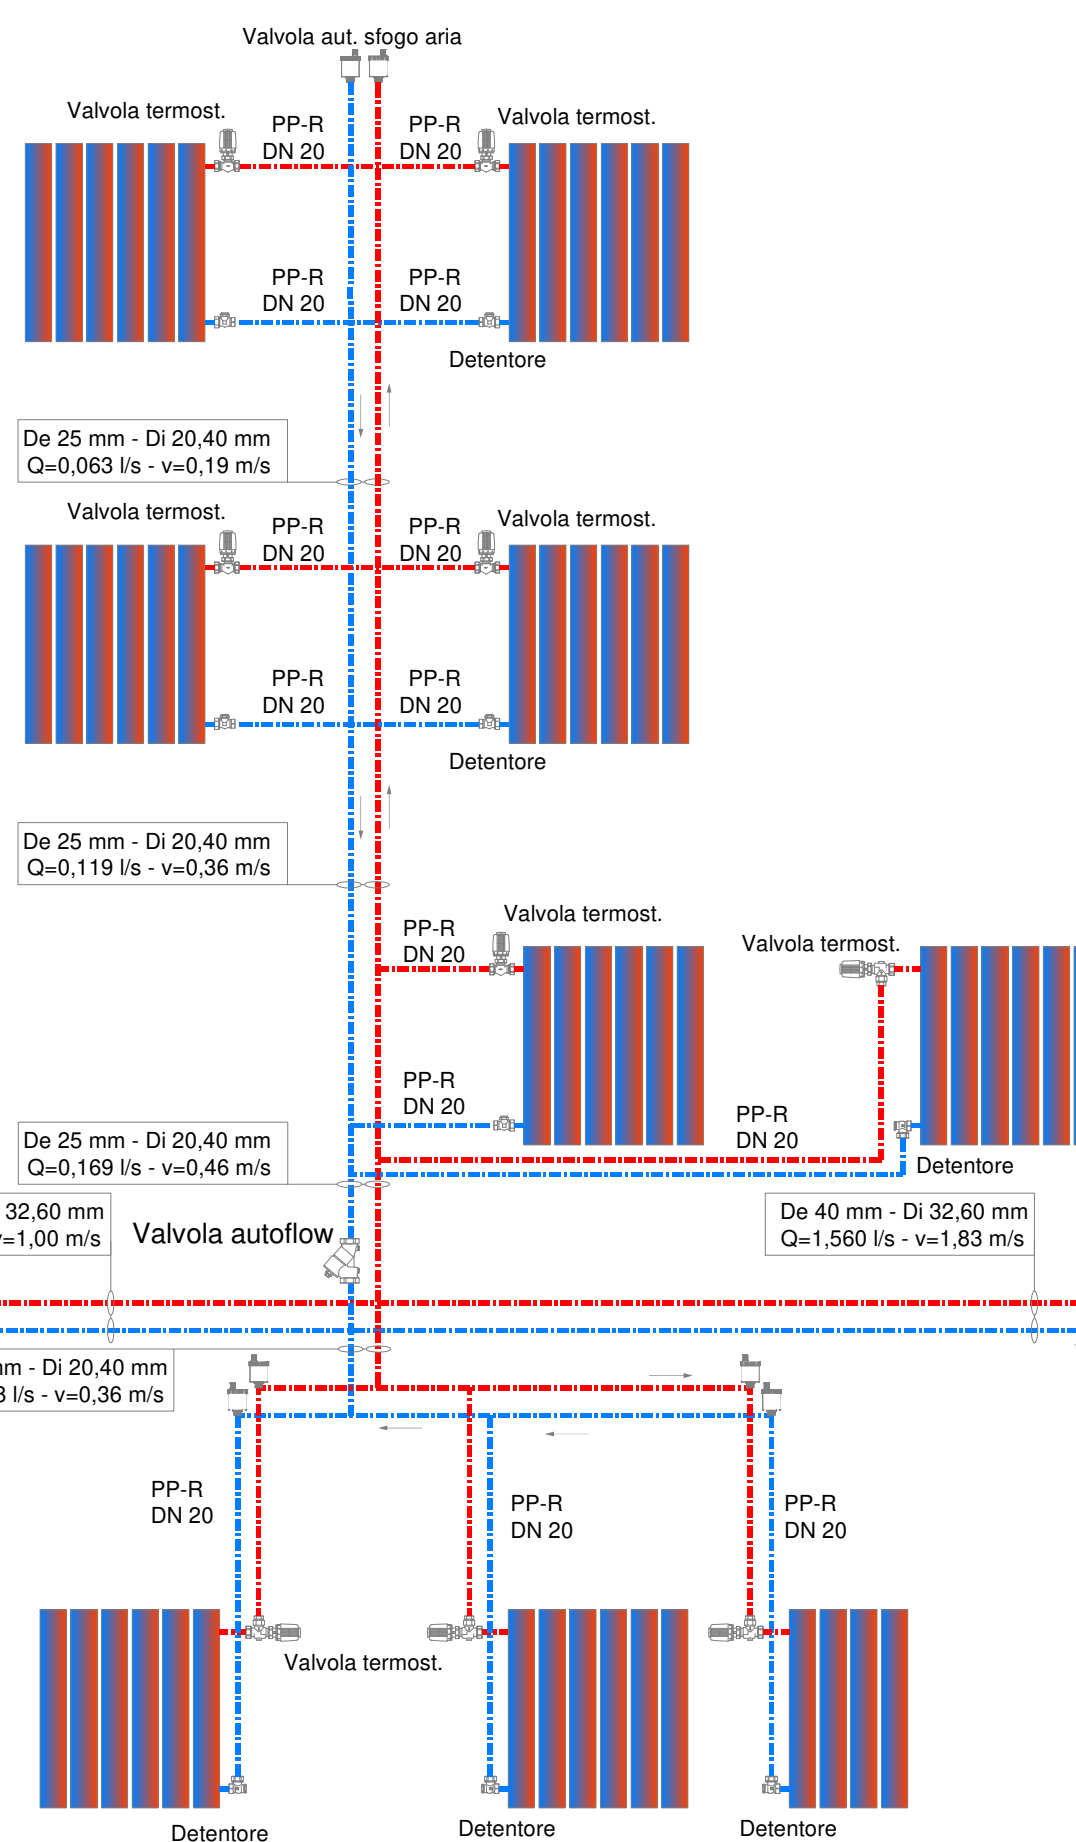 Valvola aut. sfogo aria
Valvola termost.
PP-R
DN 20
PP-R
DN 20
Valvola termost.
PP-R
DN 20
PP-R
DN 20
Detentore
De 25 mm - Di 20,40 mm
Q=0,063 l/s - v=0,19 m/s
Valvola termost.
PP-R
DN 20
PP-R
DN 20
Valvola termost.
PP-R
DN 20
PP-R
DN 20
Detentore
De 25 mm - Di 20,40 mm
Q=0,119 l/s - v=0,36 m/s
PP-R
DN 20
Valvola termost.
Valvola termost.
PP-R
DN 20
PP-R
DN 20
Detentore
De 25 mm - Di 20,40 mm
Q=0,169 l/s - v=0,46 m/s
32,60 mm
v=1,00 m/s
Valvola autoflow
De 40 mm - Di 32,60 mm
Q=1,560 l/s - v=1,83 m/s
mm - Di 20,40 mm
l/s - v=0,36 m/s
PP-R
DN 20
PP-R
DN 20
PP-R
DN 20
Valvola termost.
Detentore
Detentore
Detentore